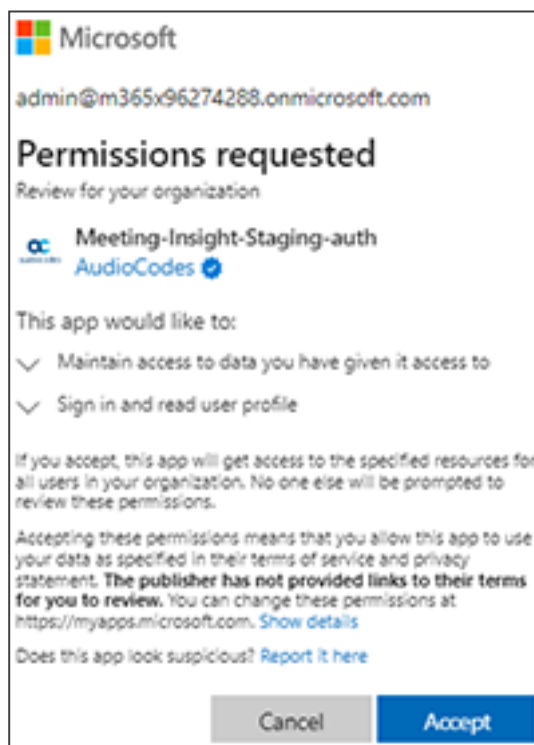 Microsoft
admin@m365x96274288.onmicrosoft.com
Permissions requested
Review for your organization
Meeting-Insight-Staging-auth
AudioCodes
This app would like to:
Maintain access to data you have given it access to
Sign in and read user profile
If you accept, this app will get access to the specified resources for
all users in your organization. No one else will be prompted to
review these permissions.
Accepting these permissions means that you allow this app to use
your data as specified in their terms of service and privacy
statement. The publisher has not provided links to their terms
for you to review. You can change these permissions at
https://myapps.microsoft.com. Show details
Does this app look suspicious? Report it here
Cancel
Accept